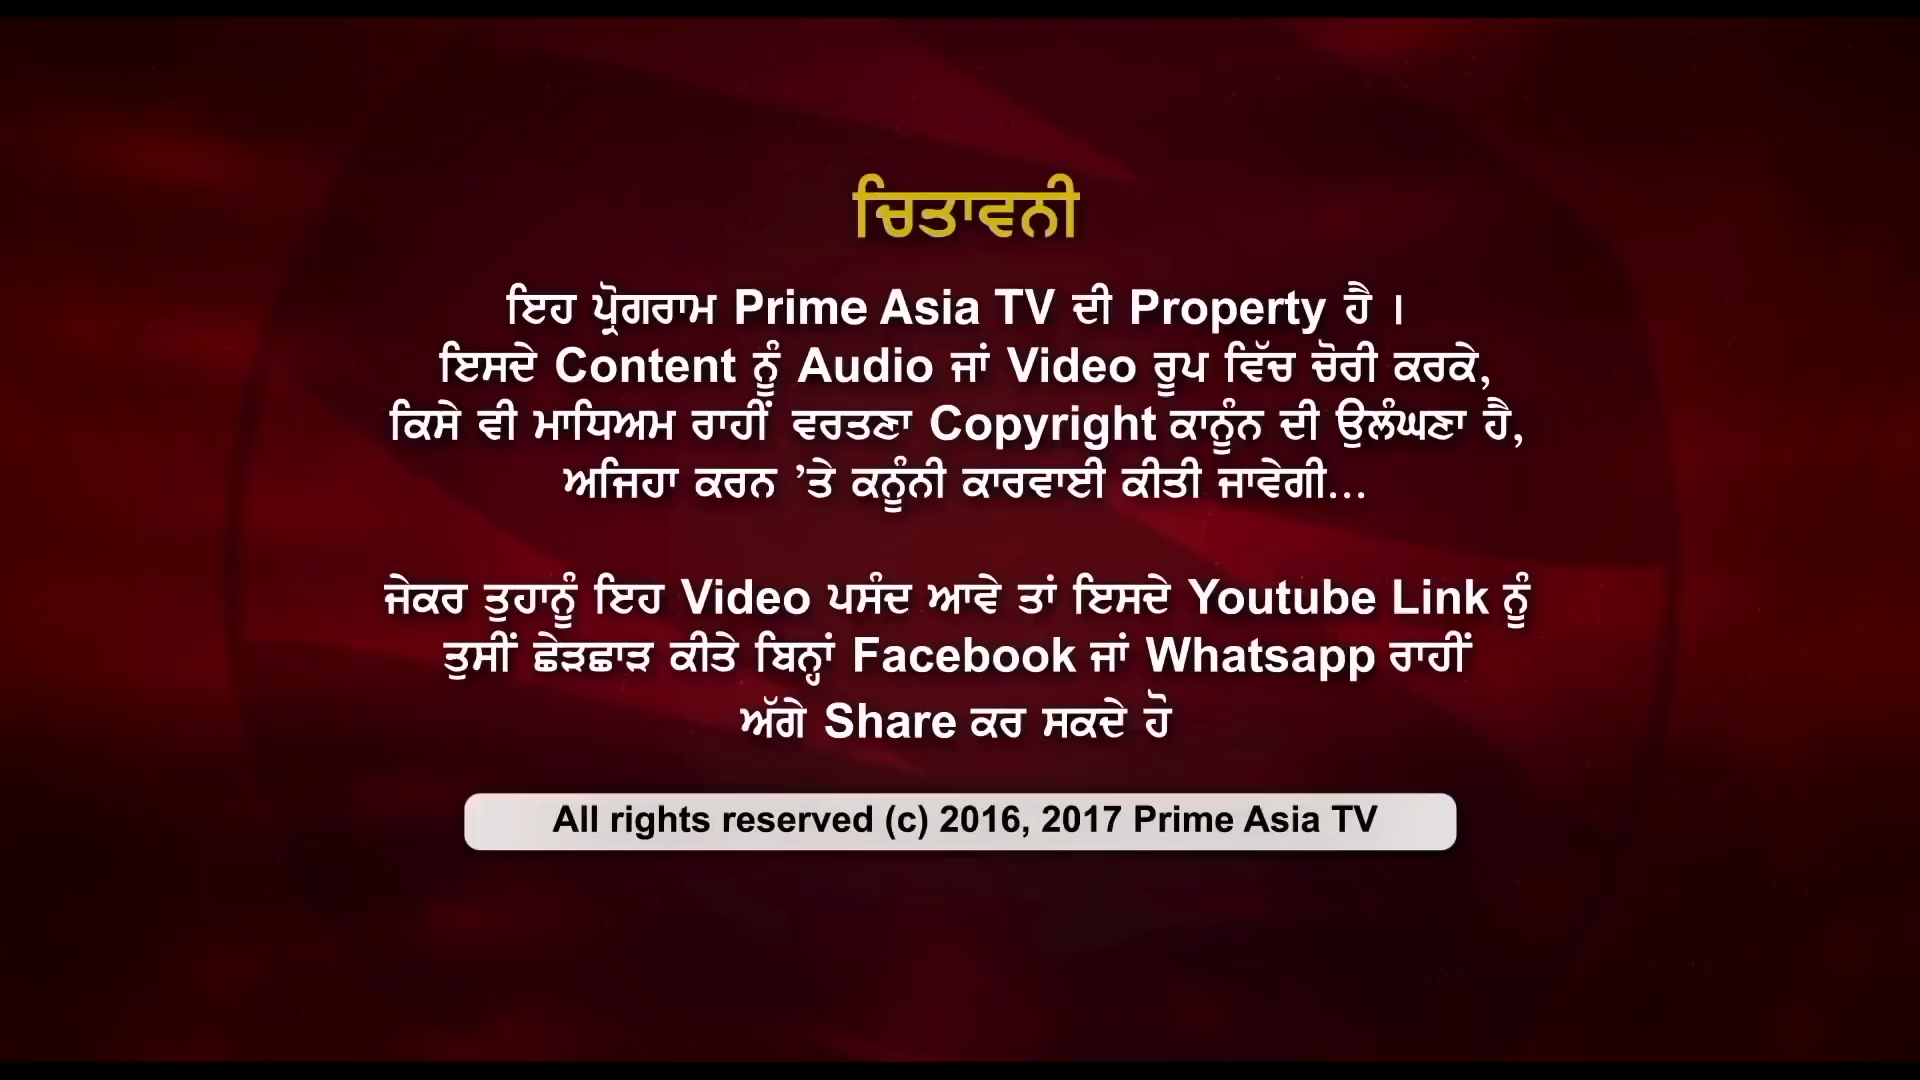 ਚਿਤਾਵਨੀ
ਇਹ ਪ੍ਰੋਗਰਾਮ Prime Asia TV ਦੀ Property ਹੈ ।
ਇਸਦੇ Content ਨੂੰ Audio ਜਾਂ Video ਰੂਪ ਵਿੱਚ ਚੋਰੀ ਕਰਕੇ,
ਕਿਸੇ ਵੀ ਮਾਧਿਅਮ ਰਾਹੀਂ ਵਰਤਣਾ Copyright ਕਾਨੂੰਨ ਦੀ ਉਲੰਘਣਾ ਹੈ,
ਅਜਿਹਾ ਕਰਨ ’ਤੇ ਕਨੂੰਨੀ ਕਾਰਵਾਈ ਕੀਤੀ ਜਾਵੇਗੀ...
ਜੇਕਰ ਤੁਹਾਨੂੰ ਇਹ Video ਪਸੰਦ ਆਵੇ ਤਾਂ ਇਸਦੇ Youtube Link ਨੂੰ
ਤੁਸੀਂ ਛੇੜਛਾੜ ਕੀਤੇ ਬਿਨ੍ਹਾਂ Facebook ਜਾਂ Whatsapp ਰਾਹੀਂ
ਅੱਗੇ Share ਕਰ ਸਕਦੇ ਹੋ
All rights reserved (c) 2016, 2017 Prime Asia TV